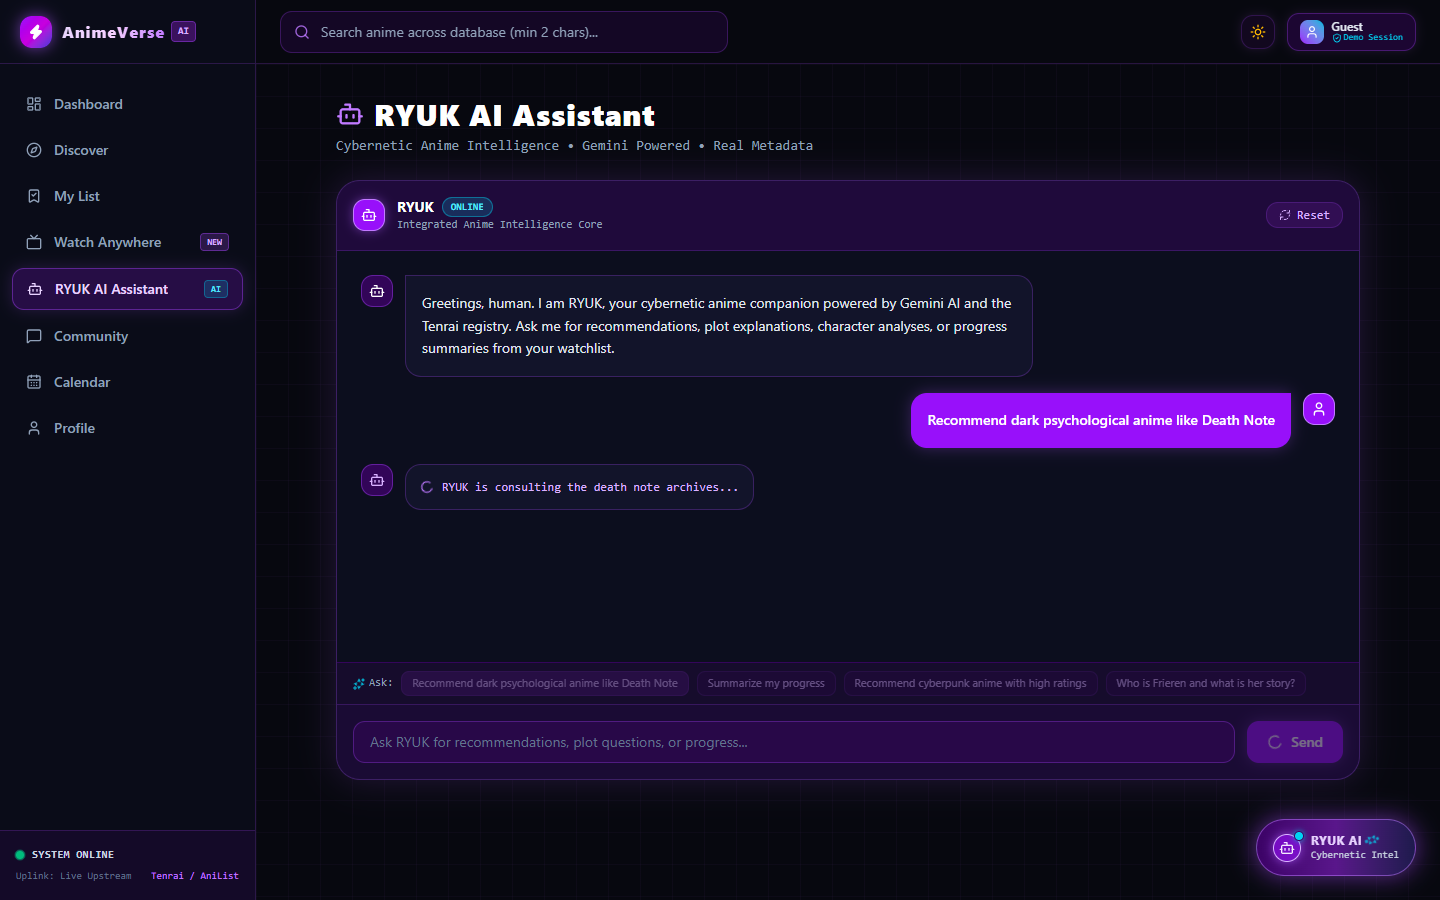 AnimeVerse AI
Search anime across database (min 2 chars)...
Guest
Demo Session
Dashboard
Discover
My List
Watch Anywhere NEW
RYUK AI Assistant AI
Community
Calendar
Profile
SYSTEM ONLINE
Uplink: Live Upstream Tenrai / AniList
RYUK AI Assistant
Cybernetic Anime Intelligence • Gemini Powered • Real Metadata
RYUK ONLINE
Integrated Anime Intelligence Core
Reset
Greetings, human. I am RYUK, your cybernetic anime companion powered by Gemini AI and the
Tenrai registry. Ask me for recommendations, plot explanations, character analyses, or progress
summaries from your watchlist.
Recommend dark psychological anime like Death Note
RYUK is consulting the death note archives...
Ask: Recommend dark psychological anime like Death Note Summarize my progress Recommend cyberpunk anime with high ratings Who is Frieren and what is her story?
Ask RYUK for recommendations, plot questions, or progress...
Send
RYUK AI
Cybernetic Intel